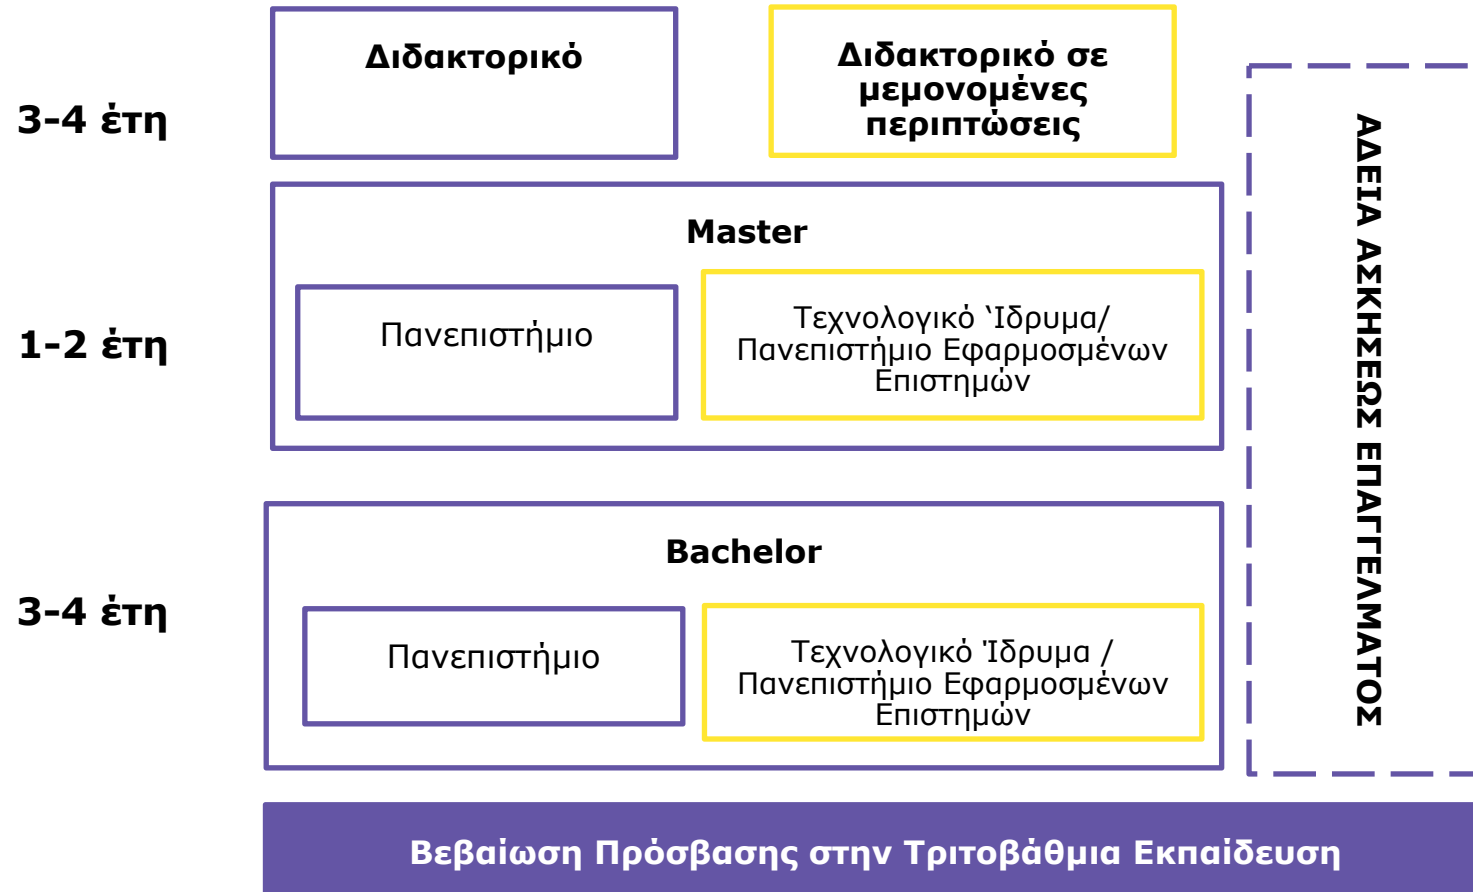 3-4 έτη
Διδακτορικό
Διδακτορικό σε
μεμονομένες
περιπτώσεις
1-2 έτη
Master
Πανεπιστήμιο
Τεχνολογικό ‘Ίδρυμα/
Πανεπιστήμιο Εφαρμοσμένων
Επιστημών
3-4 έτη
Bachelor
Πανεπιστήμιο
Τεχνολογικό Ίδρυμα /
Πανεπιστήμιο Εφαρμοσμένων
Επιστημών
ΑΔΕΙΑ ΑΣΚΗΣΕΩΣ ΕΠΑΓΓΕΛΜΑΤΟΣ
Βεβαίωση Πρόσβασης στην Τριτοβάθμια Εκπαίδευση